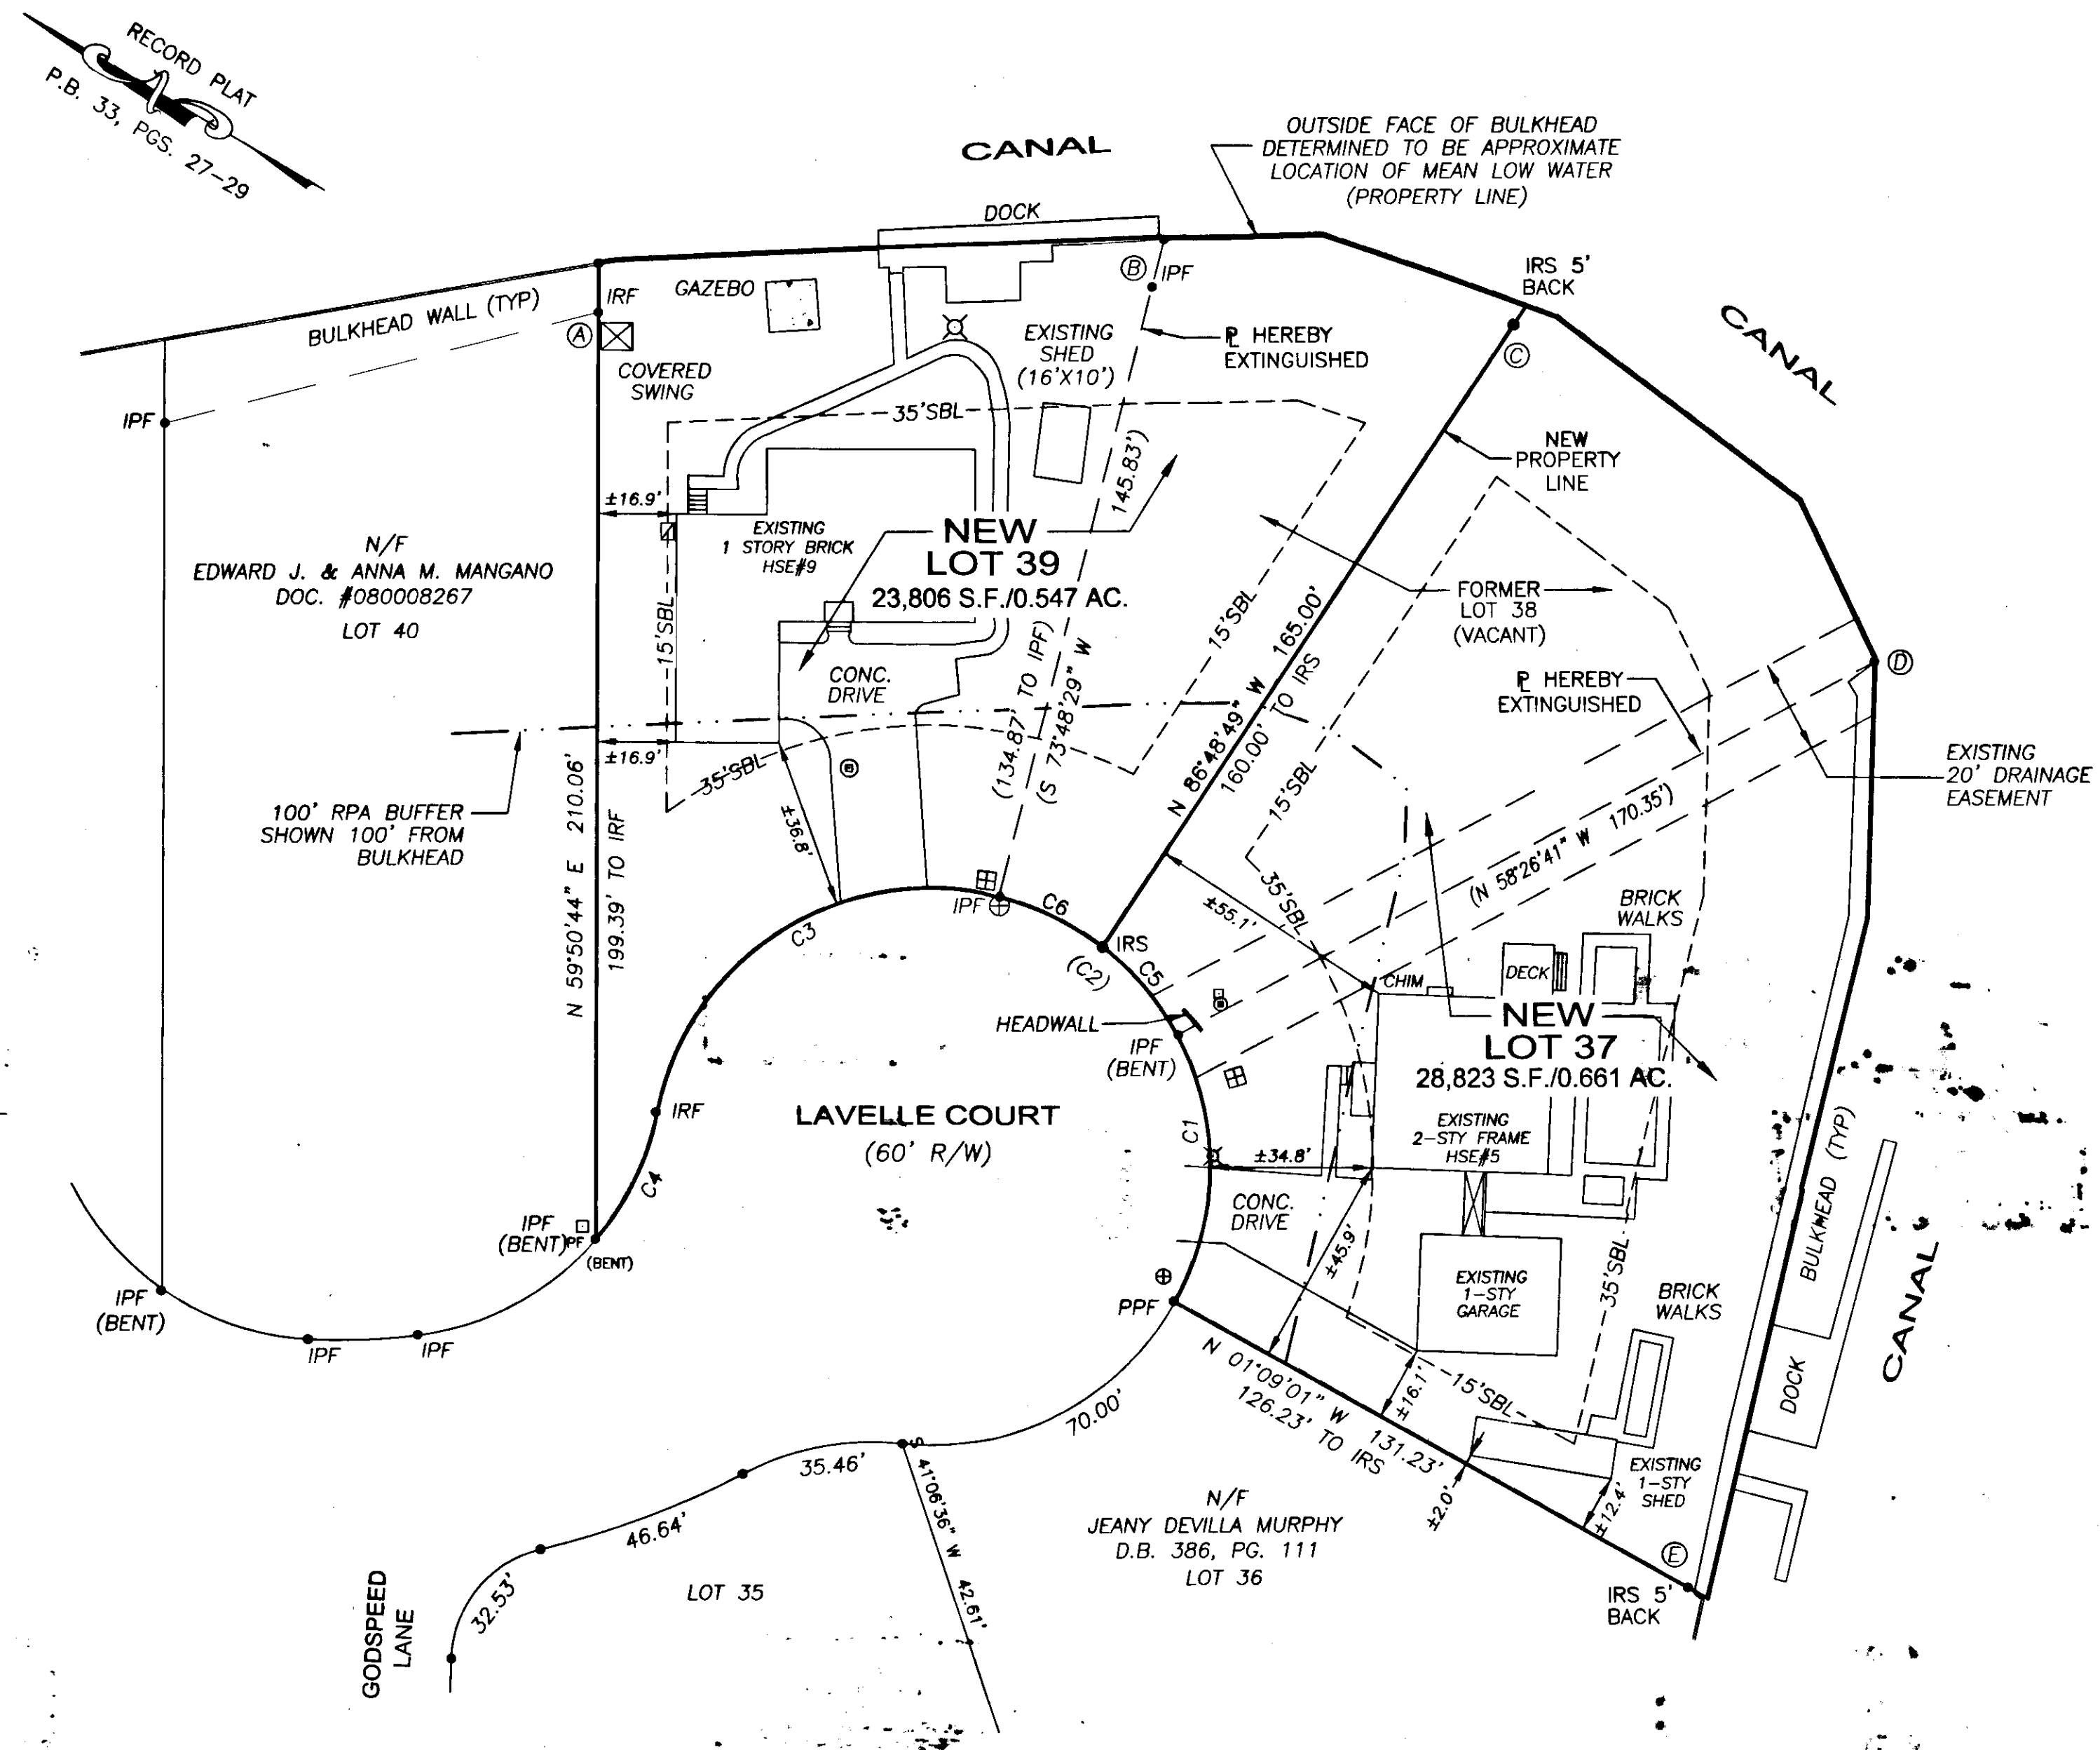 RECORD PLAT
P.B. 33, PGS. 27-29
CANAL
OUTSIDE FACE OF BULKHEAD
DETERMINED TO BE APPROXIMATE
LOCATION OF MEAN LOW WATER
(PROPERTY LINE)
DOCK
IRS 5'
BACK
CANAL
BULKHEAD WALL (TYP)
IRF
A
GAZEBO
B
IPF
EXISTING
SHED
(16'X10')
℄ HEREBY
EXTINGUISHED
C
COVERED
SWING
IPF
35'SBL
145.83')
NEW
PROPERTY
LINE
±16.9'
EXISTING
1 STORY BRICK
HSE#9
NEW
LOT 39
23,806 S.F./0.547 AC.
N/F
EDWARD J. & ANNA M. MANGANO
DOC. #080008267
LOT 40
15'SBL
15'SBL
FORMER
LOT 38
(VACANT)
N 86°48'49" W 165.00'
160.00' TO IRS
(134.87' TO IPF)
(S 73°48'29" W
CONC.
DRIVE
℄ HEREBY
EXTINGUISHED
D
EXISTING
20' DRAINAGE
EASEMENT
±16.9'
35'SBL
±36.8'
100' RPA BUFFER
SHOWN 100' FROM
BULKHEAD
N 59°50'44" E 210.06'
199.39' TO IRF
15'SBL
(N 58°26'41" W 170.35')
35'SBL
±55.1'
BRICK
WALKS
IPF
C6
C3
IRS
(C2)
C5
CHIM
DECK
HEADWALL
IPF
(BENT)
NEW
LOT 37
28,823 S.F./0.661 AC.
LAVELLE COURT
(60' R/W)
IRF
C4
C1
±34.8'
EXISTING
2-STY FRAME
HSE#5
BULKHEAD (TYP)
CANAL
CONC.
DRIVE
±45.9'
IPF
(BENT)
PF
(BENT)
EXISTING
1-STY
GARAGE
35'SBL
BRICK
WALKS
PPF
IPF
(BENT)
IPF
IPF
N 01°09'01" W 131.23'
126.23' TO IRS
±16.1'
15'SBL
DOCK
70.00'
35.46'
46.64'
32.53'
S 41°06'36" W 42.61'
±2.0'
±12.4'
EXISTING
1-STY
SHED
N/F
JEANY DEVILLA MURPHY
D.B. 386, PG. 111
LOT 36
E
IRS 5'
BACK
LOT 35
GODSPEED
LANE